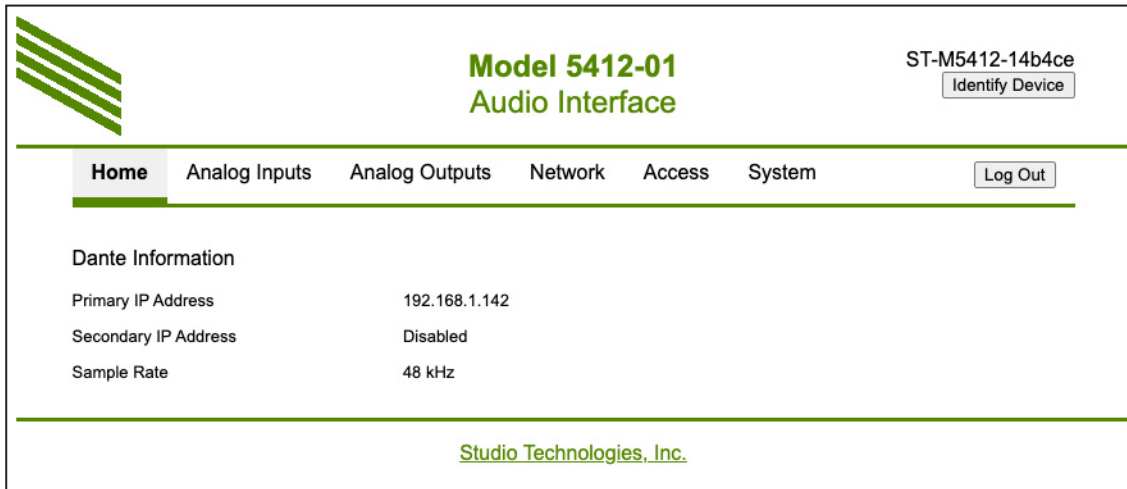 Model 5412-01
Audio Interface
ST-M5412-14b4ce
Identify Device
Home Analog Inputs Analog Outputs Network Access System Log Out
Dante Information
Primary IP Address 192.168.1.142
Secondary IP Address Disabled
Sample Rate 48 kHz
Studio Technologies, Inc.